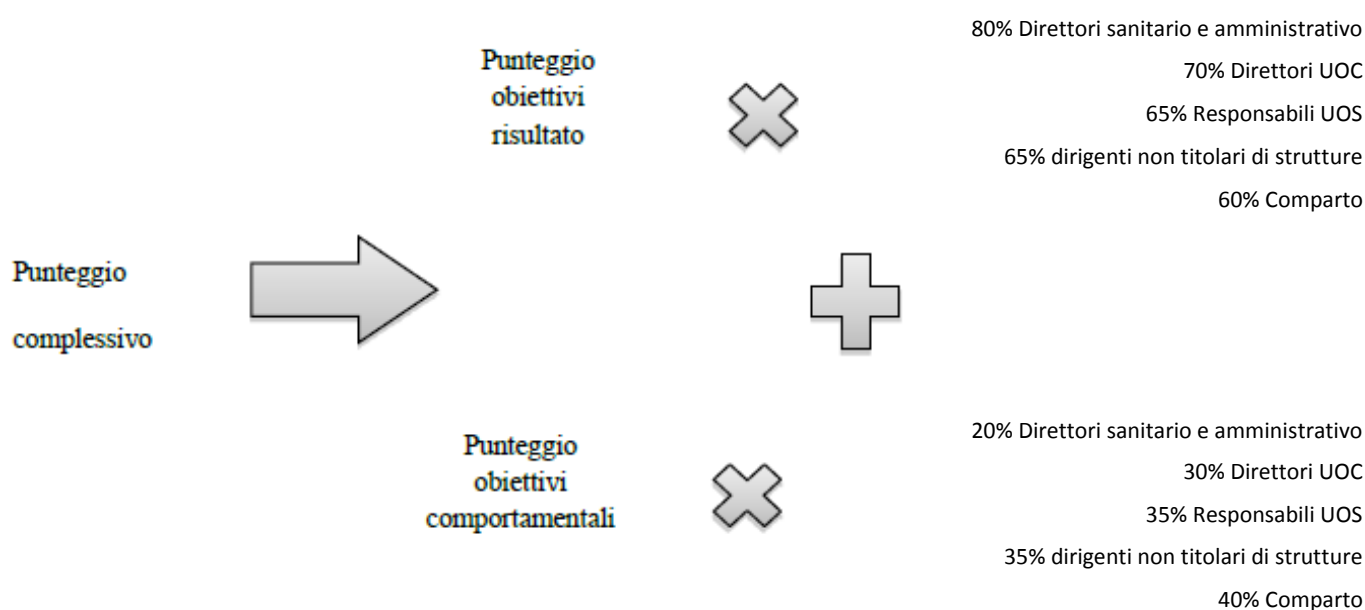 Punteggio
obiettivi
risultato
80% Direttori sanitario e amministrativo
70% Direttori UOC
65% Responsabili UOS
65% dirigenti non titolari di strutture
60% Comparto
Punteggio
complessivo
Punteggio
obiettivi
comportamentali
20% Direttori sanitario e amministrativo
30% Direttori UOC
35% Responsabili UOS
35% dirigenti non titolari di strutture
40% Comparto